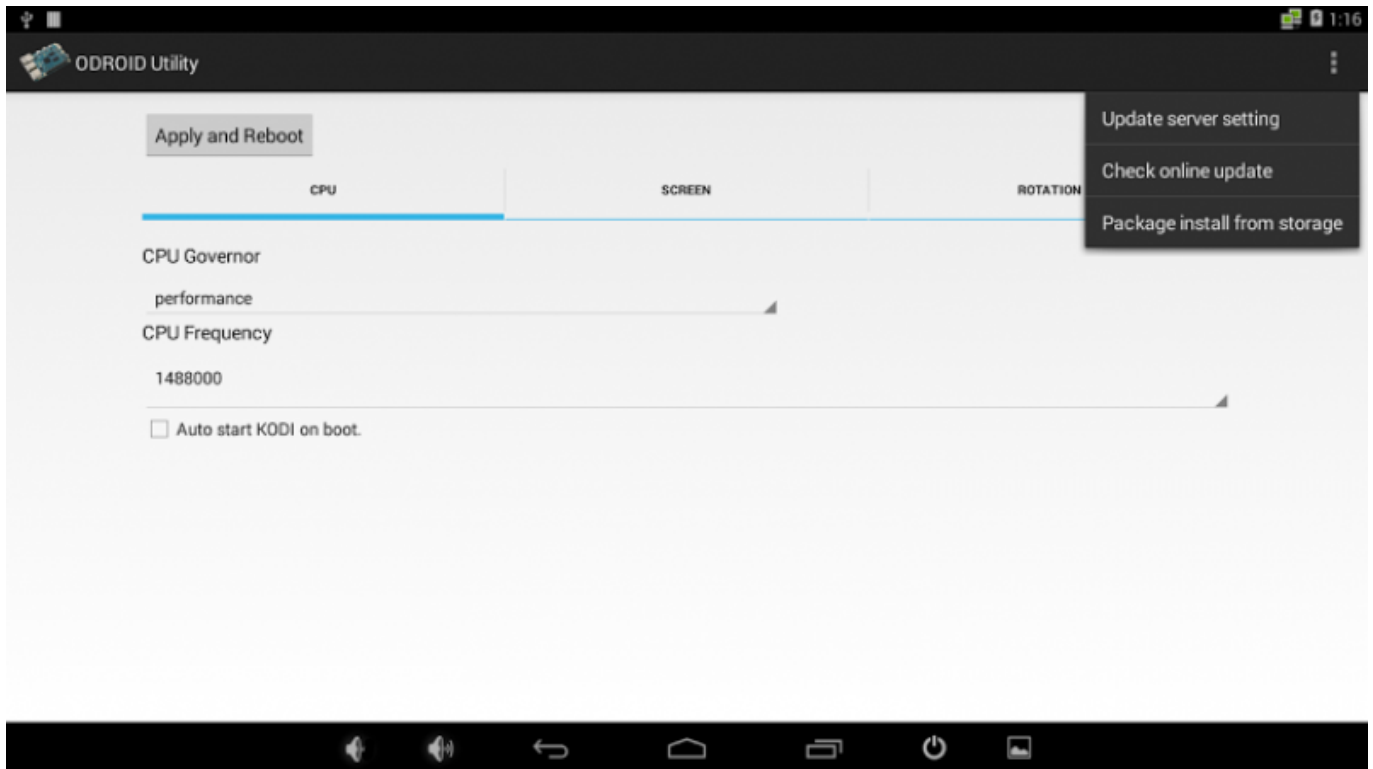 1:16
ODROID Utility
Update server setting
Check online update
Package install from storage
Apply and Reboot
CPU
SCREEN
ROTATION
CPU Governor
performance
CPU Frequency
1488000
Auto start KODI on boot.